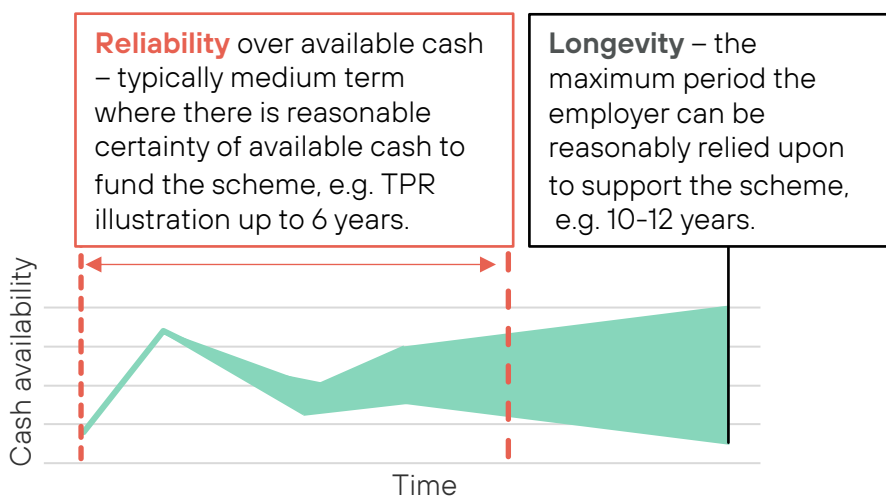 Reliability over available cash
– typically medium term
where there is reasonable
certainty of available cash to
fund the scheme, e.g. TPR
illustration up to 6 years.
Longevity – the
maximum period the
employer can be
reasonably relied upon
to support the scheme,
e.g. 10-12 years.
Cash availability
Time